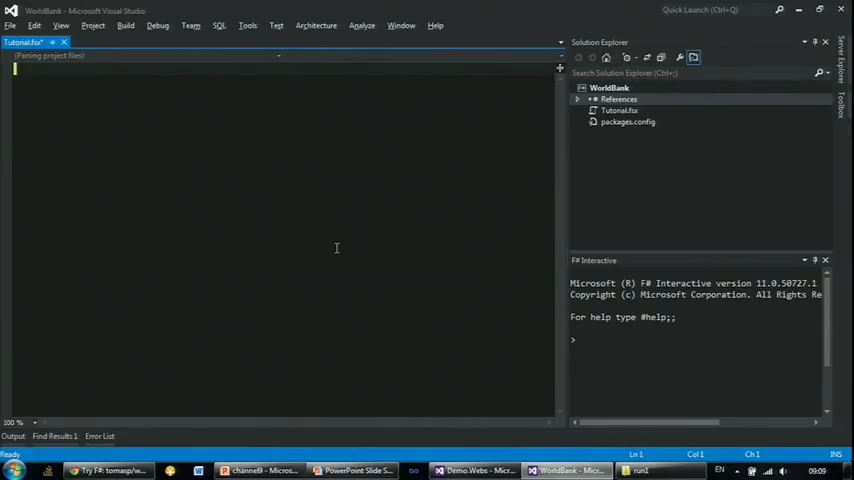 WorldBank - Microsoft Visual Studio
Quick Launch (Ctrl+Q)
File Edit View Project Build Debug Team SQL Tools Test Architecture Analyze Window Help
Tutorial.fsx*
(Parsing project files)
Solution Explorer
Search Solution Explorer (Ctrl+;)
WorldBank
References
Tutorial.fsx
packages.config
Server Explorer
Toolbox
F# Interactive
Microsoft (R) F# Interactive version 11.0.50727.1
Copyright (c) Microsoft Corporation. All Rights Re
For help type #help;;
>
100 %
Output Find Results 1 Error List
Ready
Ln 1 Col 1 Ch 1 INS
Try F#: tomasp/w... channel9 - Micros... PowerPoint Slide S... Demo.Webs - Micr... WorldBank - Micr... run1 EN 09:09